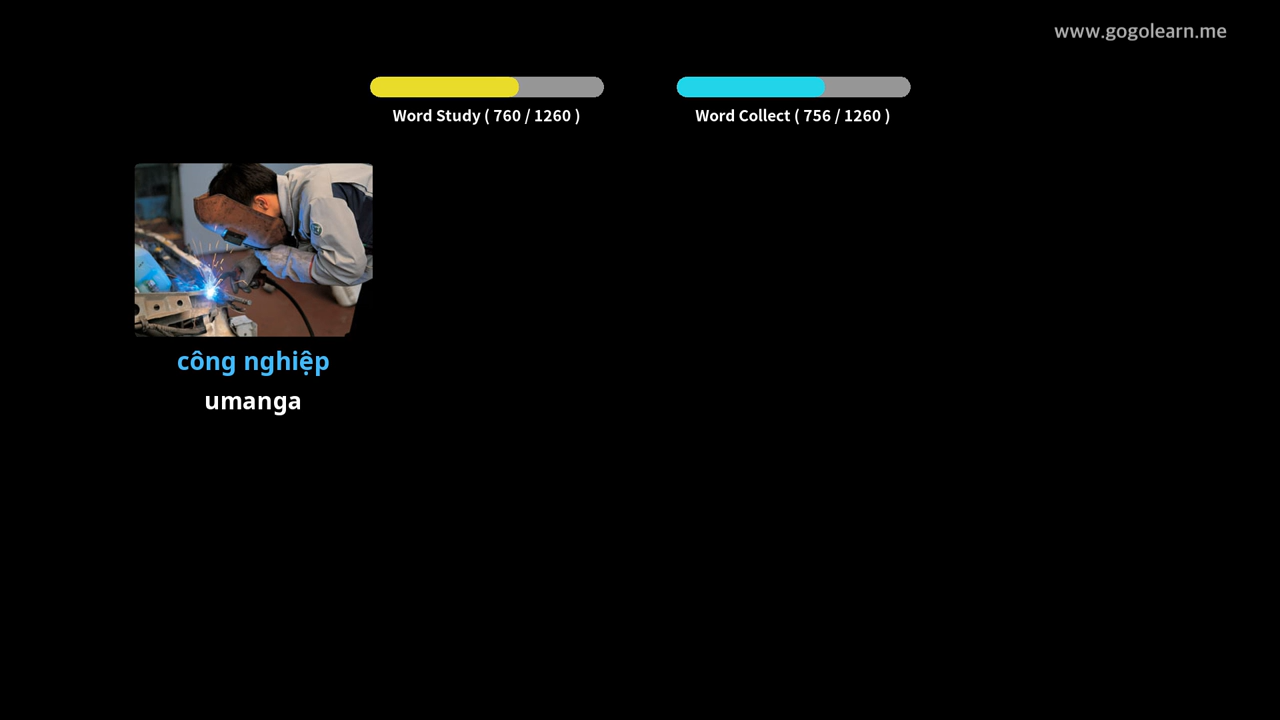 www.gogolearn.me
Word Study ( 760 / 1260 )
Word Collect ( 756 / 1260 )
công nghiệp
umanga